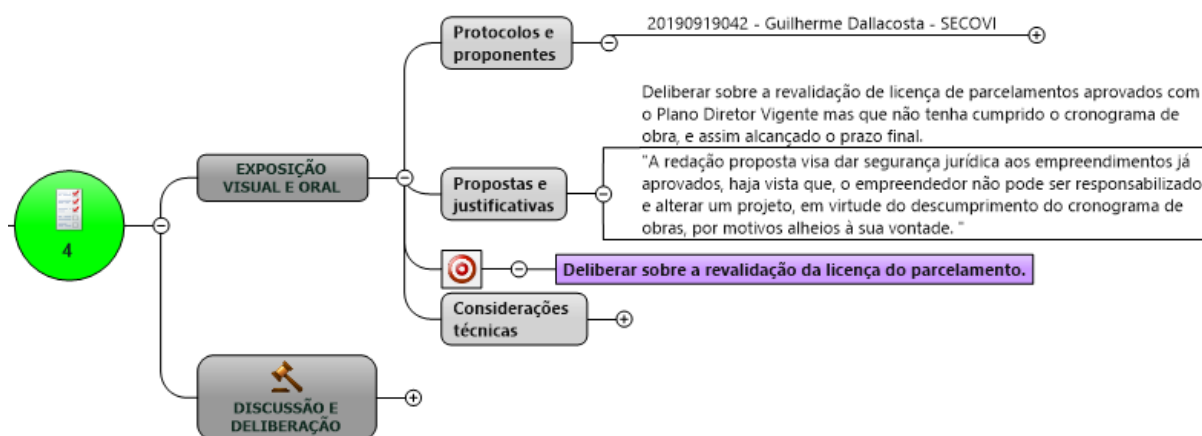 Protocolos e
proponentes
20190919042 - Guilherme Dallacosta - SECOVI
Deliberar sobre a revalidação de licença de parcelamentos aprovados com
o Plano Diretor Vigente mas que não tenha cumprido o cronograma de
obra, e assim alcançado o prazo final.
"A redação proposta visa dar segurança jurídica aos empreendimentos já
aprovados, haja vista que, o empreendedor não pode ser responsabilizado
e alterar um projeto, em virtude do descumprimento do cronograma de
obras, por motivos alheios à sua vontade. "
EXPOSIÇÃO
VISUAL E ORAL
Propostas e
justificativas
4
Deliberar sobre a revalidação da licença do parcelamento.
Considerações
técnicas
DISCUSSÃO E
DELIBERAÇÃO